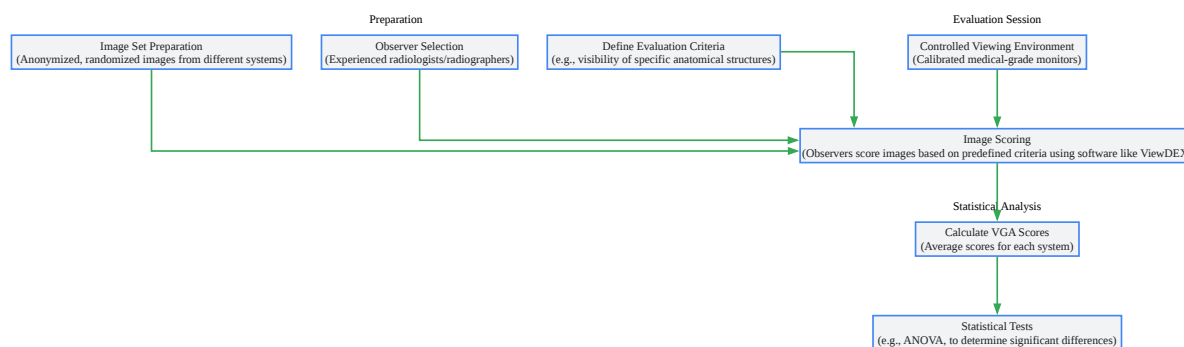 Preparation
Evaluation Session
Image Set Preparation
(Anonymized, randomized images from different systems)
Observer Selection
(Experienced radiologists/radiographers)
Define Evaluation Criteria
(e.g., visibility of specific anatomical structures)
Controlled Viewing Environment
(Calibrated medical-grade monitors)
Image Scoring
(Observers score images based on predefined criteria using software like ViewDEX
Statistical Analysis
Calculate VGA Scores
(Average scores for each system)
Statistical Tests
(e.g., ANOVA, to determine significant differences)